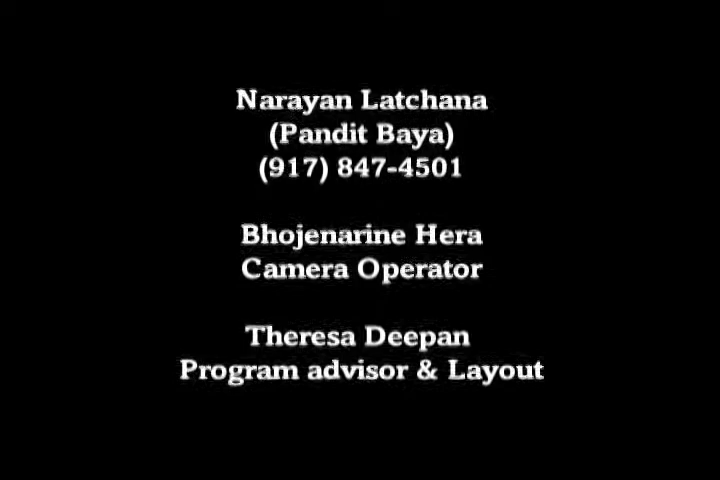 Narayan Latchana
(Pandit Baya)
(917) 847-4501
Bhojenarine Hera
Camera Operator
Theresa Deepan
Program advisor & Layout